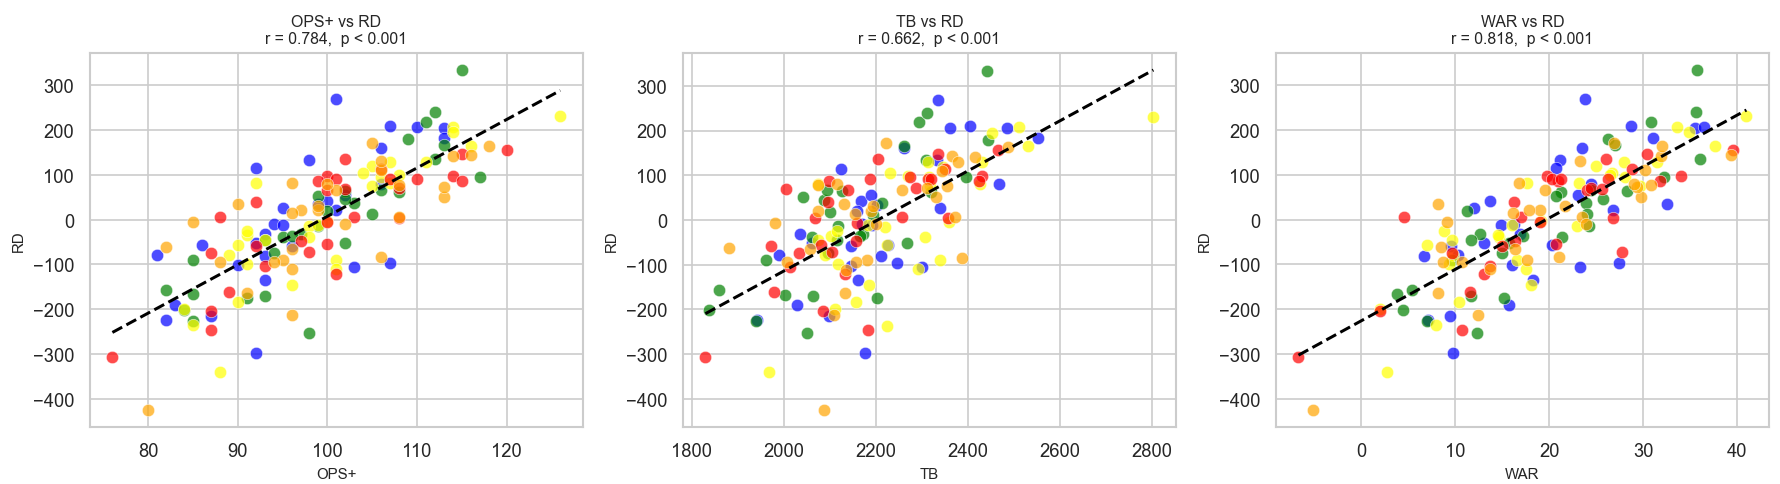 OPS+ vs RD
r = 0.784,  p < 0.001
RD
300
200
100
0
−100
−200
−300
−400
80 90 100 110 120
OPS+
TB vs RD
r = 0.662,  p < 0.001
RD
300
200
100
0
−100
−200
−300
−400
1800 2000 2200 2400 2600 2800
TB
WAR vs RD
r = 0.818,  p < 0.001
RD
300
200
100
0
−100
−200
−300
−400
0 10 20 30 40
WAR